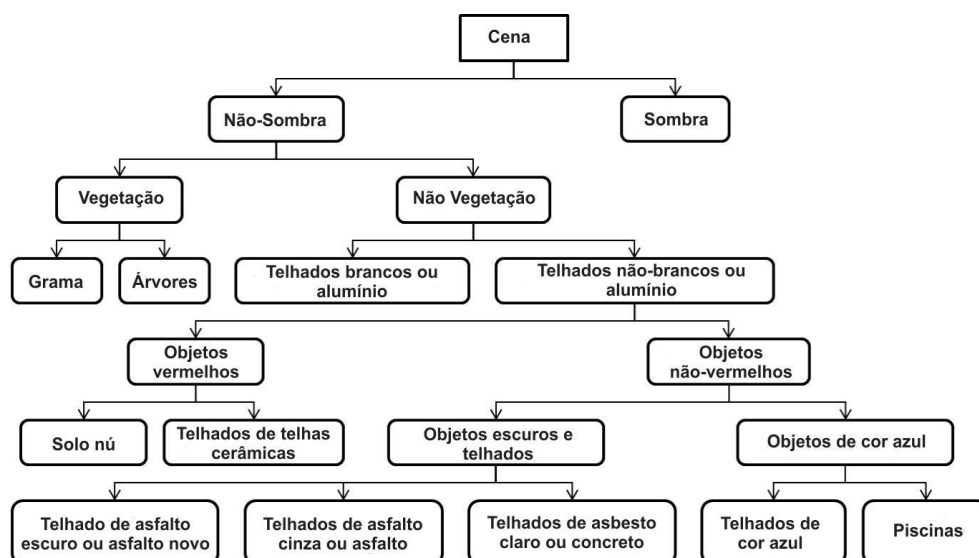 Cena
Não-Sombra
Sombra
Vegetação
Não Vegetação
Grama
Árvores
Telhados brancos ou
alumínio
Telhados não-brancos ou
alumínio
Objetos
vermelhos
Objetos
não-vermelhos
Solo nú
Telhados de telhas
cerâmicas
Objetos escuros e
telhados
Objetos de cor azul
Telhado de asfalto
escuro ou asfalto novo
Telhados de asfalto
cinza ou asfalto
Telhados de asbesto
claro ou concreto
Telhados de
cor azul
Piscinas